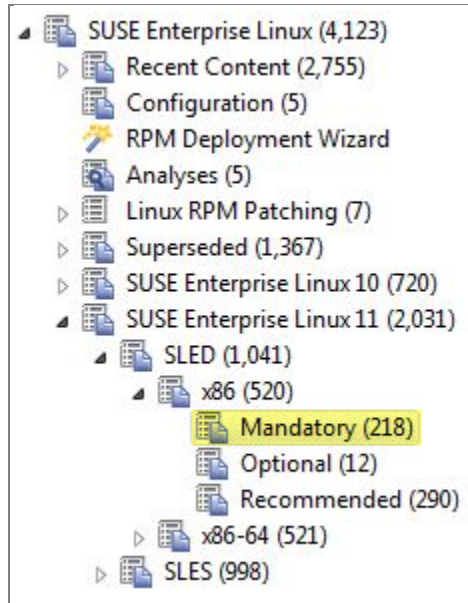 SUSE Enterprise Linux (4,123)
Recent Content (2,755)
Configuration (5)
RPM Deployment Wizard
Analyses (5)
Linux RPM Patching (7)
Superseded (1,367)
SUSE Enterprise Linux 10 (720)
SUSE Enterprise Linux 11 (2,031)
SLED (1,041)
x86 (520)
Mandatory (218)
Optional (12)
Recommended (290)
x86-64 (521)
SLES (998)